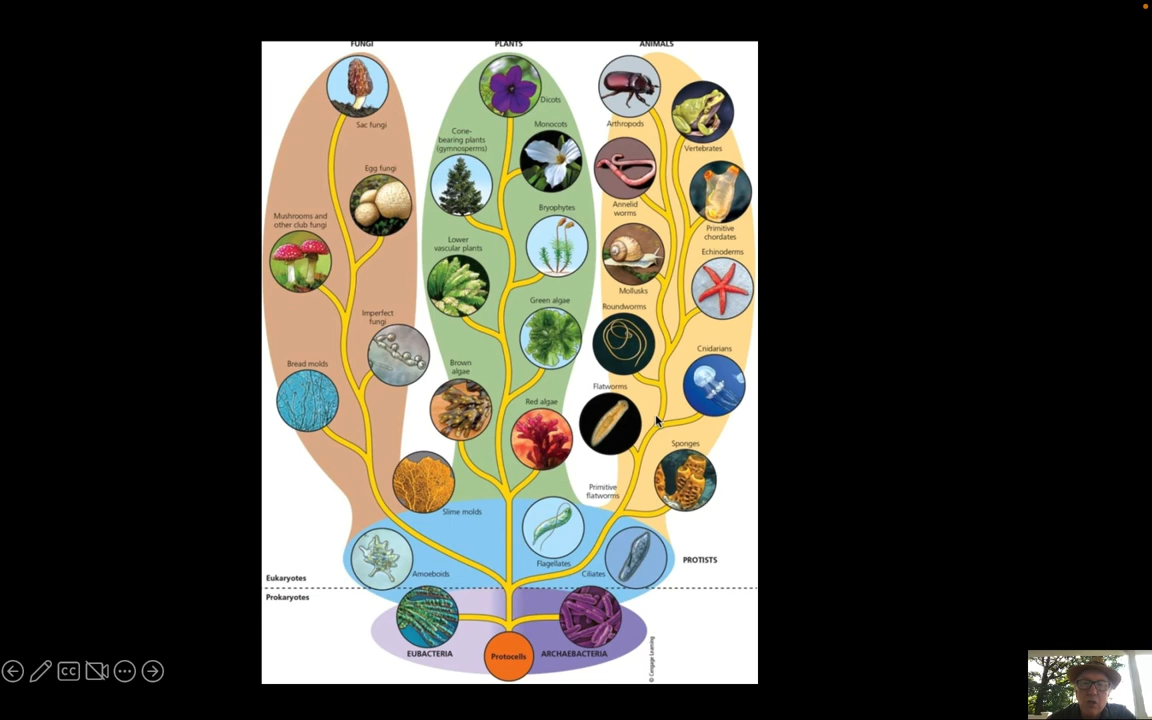 FUNGI
PLANTS
ANIMALS
Sac fungi
Egg fungi
Mushrooms and
other club fungi
Imperfect
fungi
Bread molds
Slime molds
Amoeboids
Dicots
Cone-
bearing plants
(gymnosperms)
Monocots
Bryophytes
Lower
vascular plants
Green algae
Brown
algae
Red algae
Flagellates
Arthropods
Vertebrates
Annelid
worms
Primitive
chordates
Echinoderms
Mollusks
Roundworms
Cnidarians
Flatworms
Sponges
Primitive
flatworms
Ciliates
PROTISTS
Eukaryotes
Prokaryotes
EUBACTERIA
Protocells
ARCHAEBACTERIA
© Cengage Learning
CC